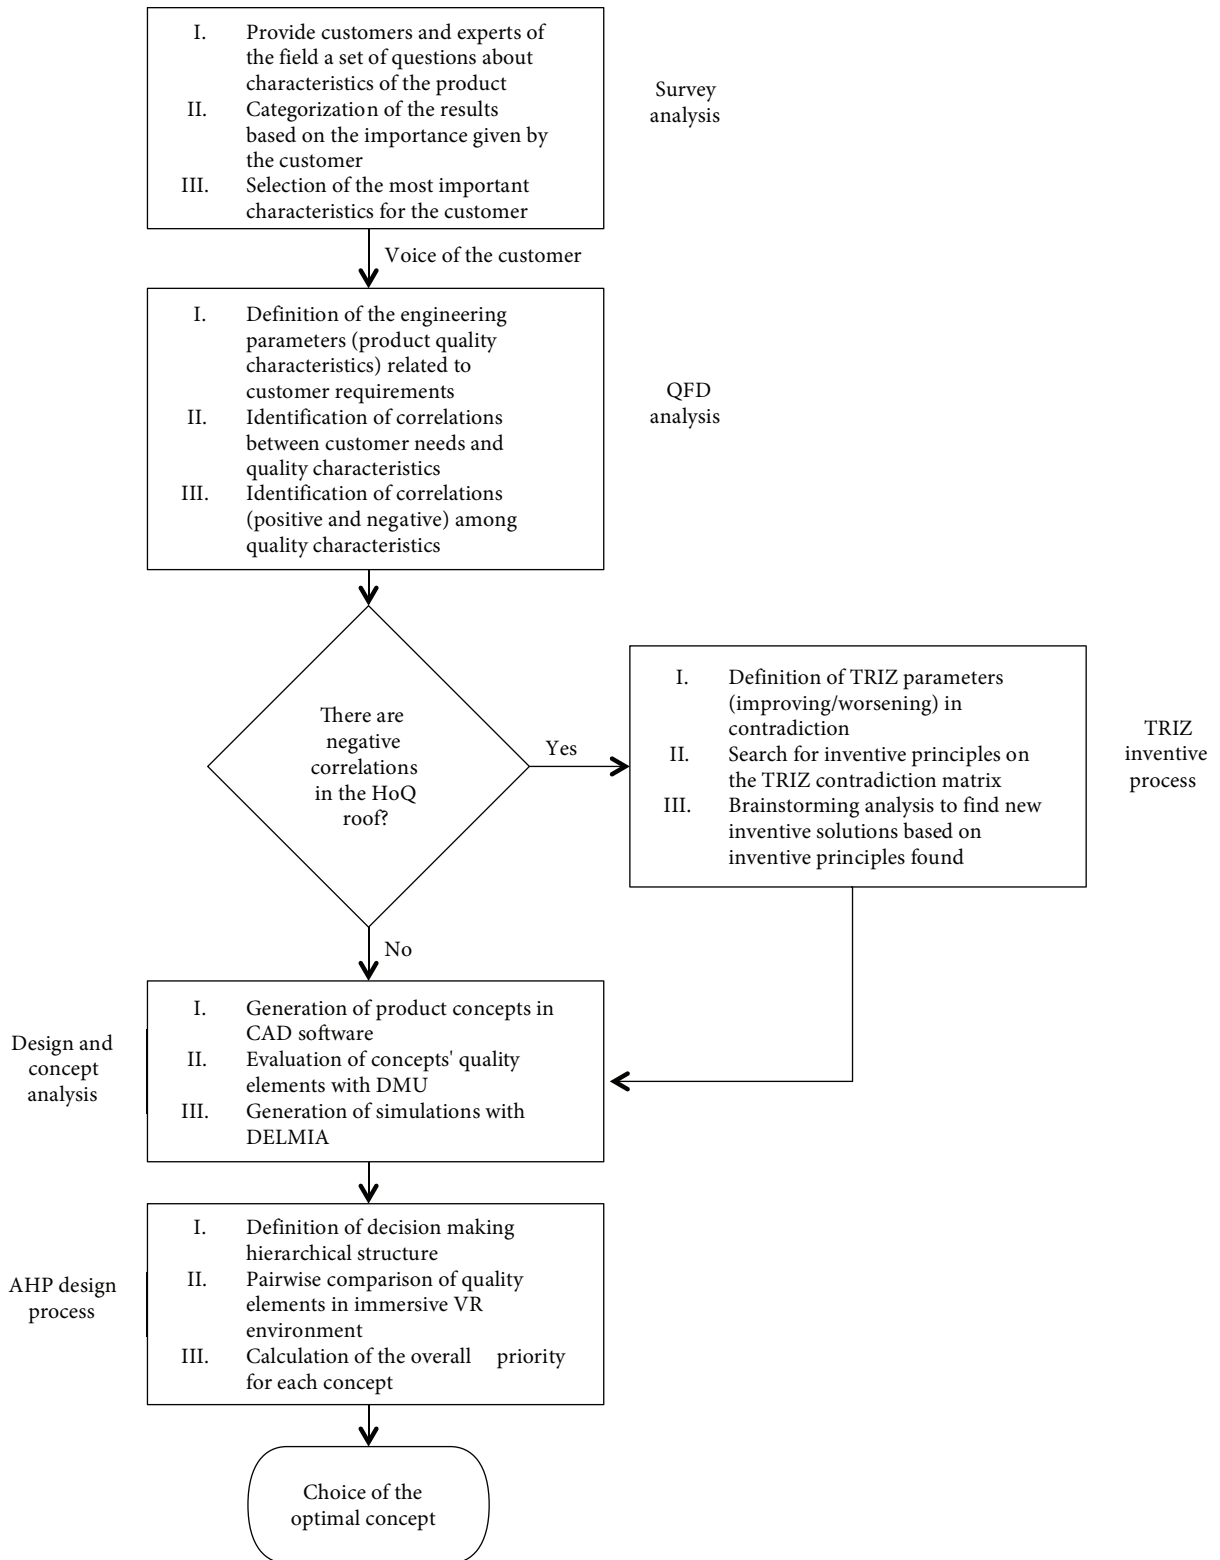 I. Provide customers and experts of
the field a set of questions about
characteristics of the product
II. Categorization of the results
based on the importance given by
the customer
III. Selection of the most important
characteristics for the customer
Survey
analysis
Voice of the customer
I. Definition of the engineering
parameters (product quality
characteristics) related to
customer requirements
II. Identification of correlations
between customer needs and
quality characteristics
III. Identification of correlations
(positive and negative) among
quality characteristics
QFD
analysis
There are
negative
correlations
in the HoQ
roof?
Yes
I. Definition of TRIZ parameters
(improving/worsening) in
contradiction
II. Search for inventive principles on
the TRIZ contradiction matrix
III. Brainstorming analysis to find new
inventive solutions based on
inventive principles found
TRIZ
inventive
process
No
Design and
concept
analysis
I. Generation of product concepts in
CAD software
II. Evaluation of concepts' quality
elements with DMU
III. Generation of simulations with
DELMIA
AHP design
process
I. Definition of decision making
hierarchical structure
II. Pairwise comparison of quality
elements in immersive VR
environment
III. Calculation of the overall priority
for each concept
Choice of the
optimal concept